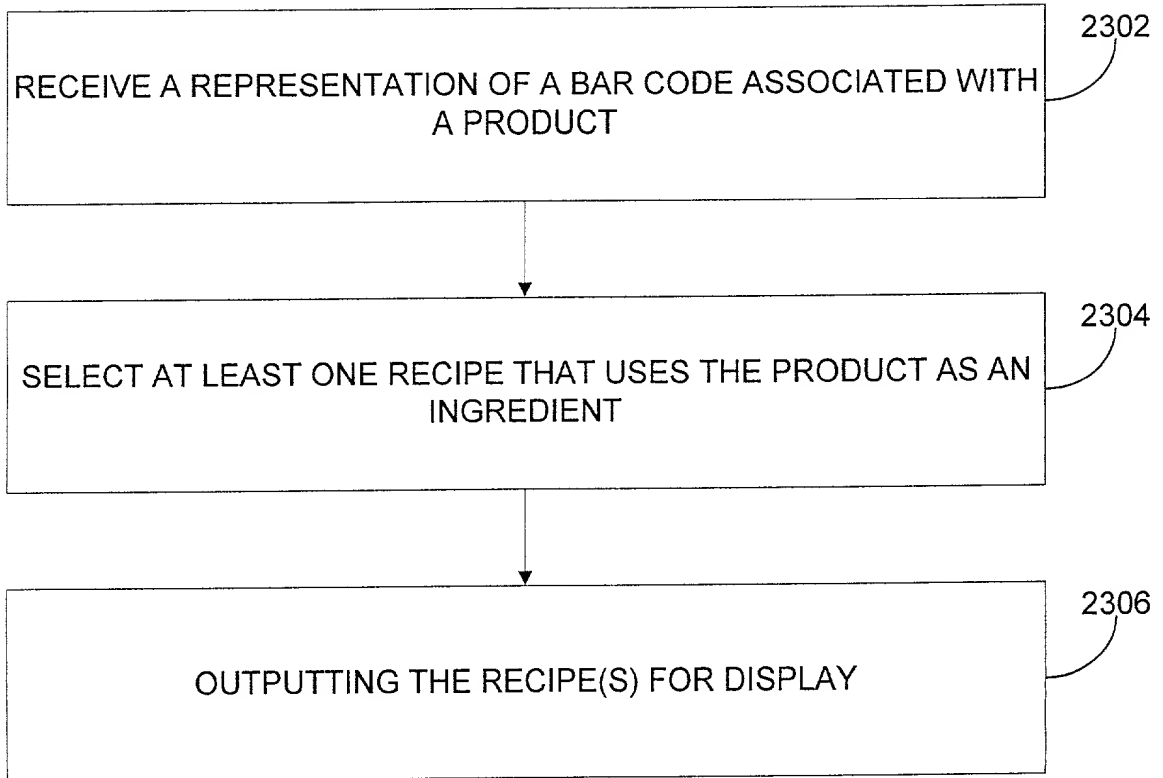 2302
RECEIVE A REPRESENTATION OF A BAR CODE ASSOCIATED WITH
A PRODUCT
2304
SELECT AT LEAST ONE RECIPE THAT USES THE PRODUCT AS AN
INGREDIENT
2306
OUTPUTTING THE RECIPE(S) FOR DISPLAY